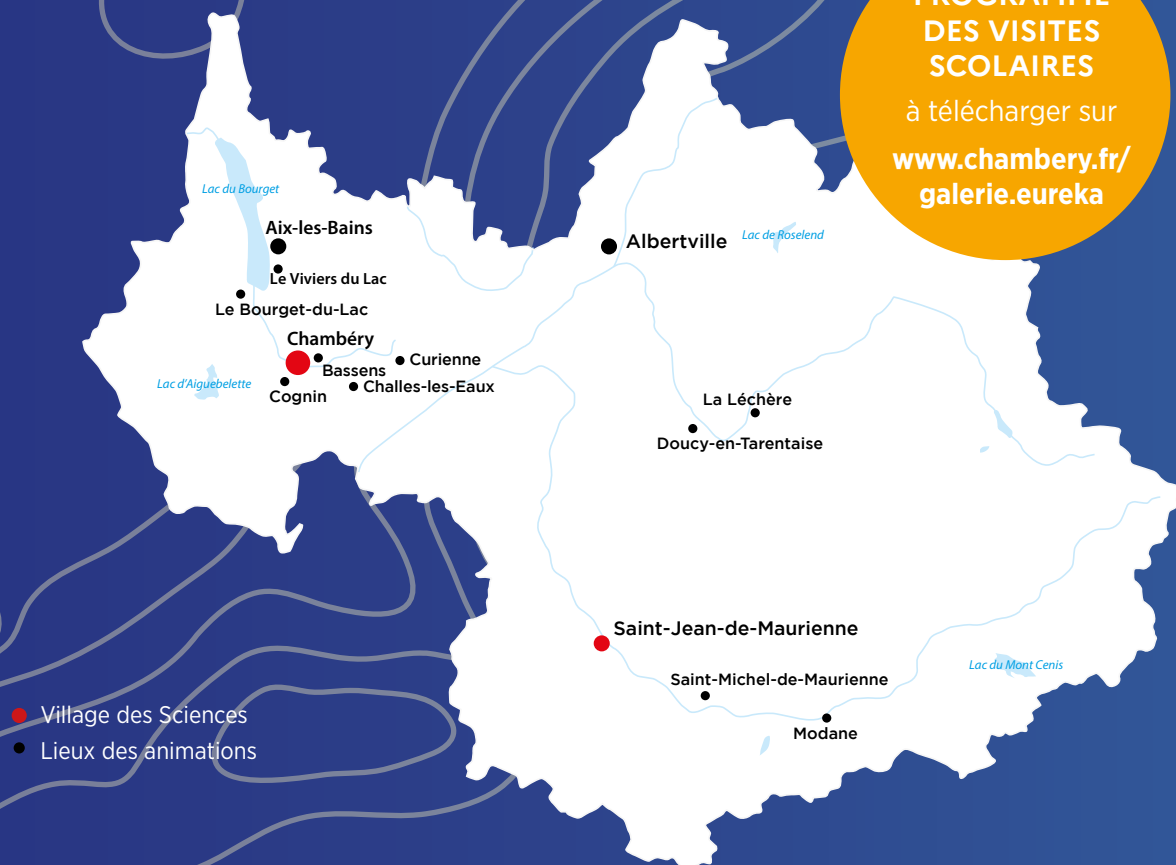 PROGRAMME
DES VISITES
SCOLAIRES
à télécharger sur
www.chambery.fr/
galerie.eureka
Lac du Bourget
Aix-les-Bains
Albertville
Lac de Roselend
Le Viviers du Lac
Le Bourget-du-Lac
Chambéry
Bassens
Curienne
Lac d'Aiguebelette
Cognin
Challes-les-Eaux
La Léchère
Doucy-en-Tarentaise
Saint-Jean-de-Maurienne
Lac du Mont Cenis
Saint-Michel-de-Maurienne
Modane
Village des Sciences
Lieux des animations